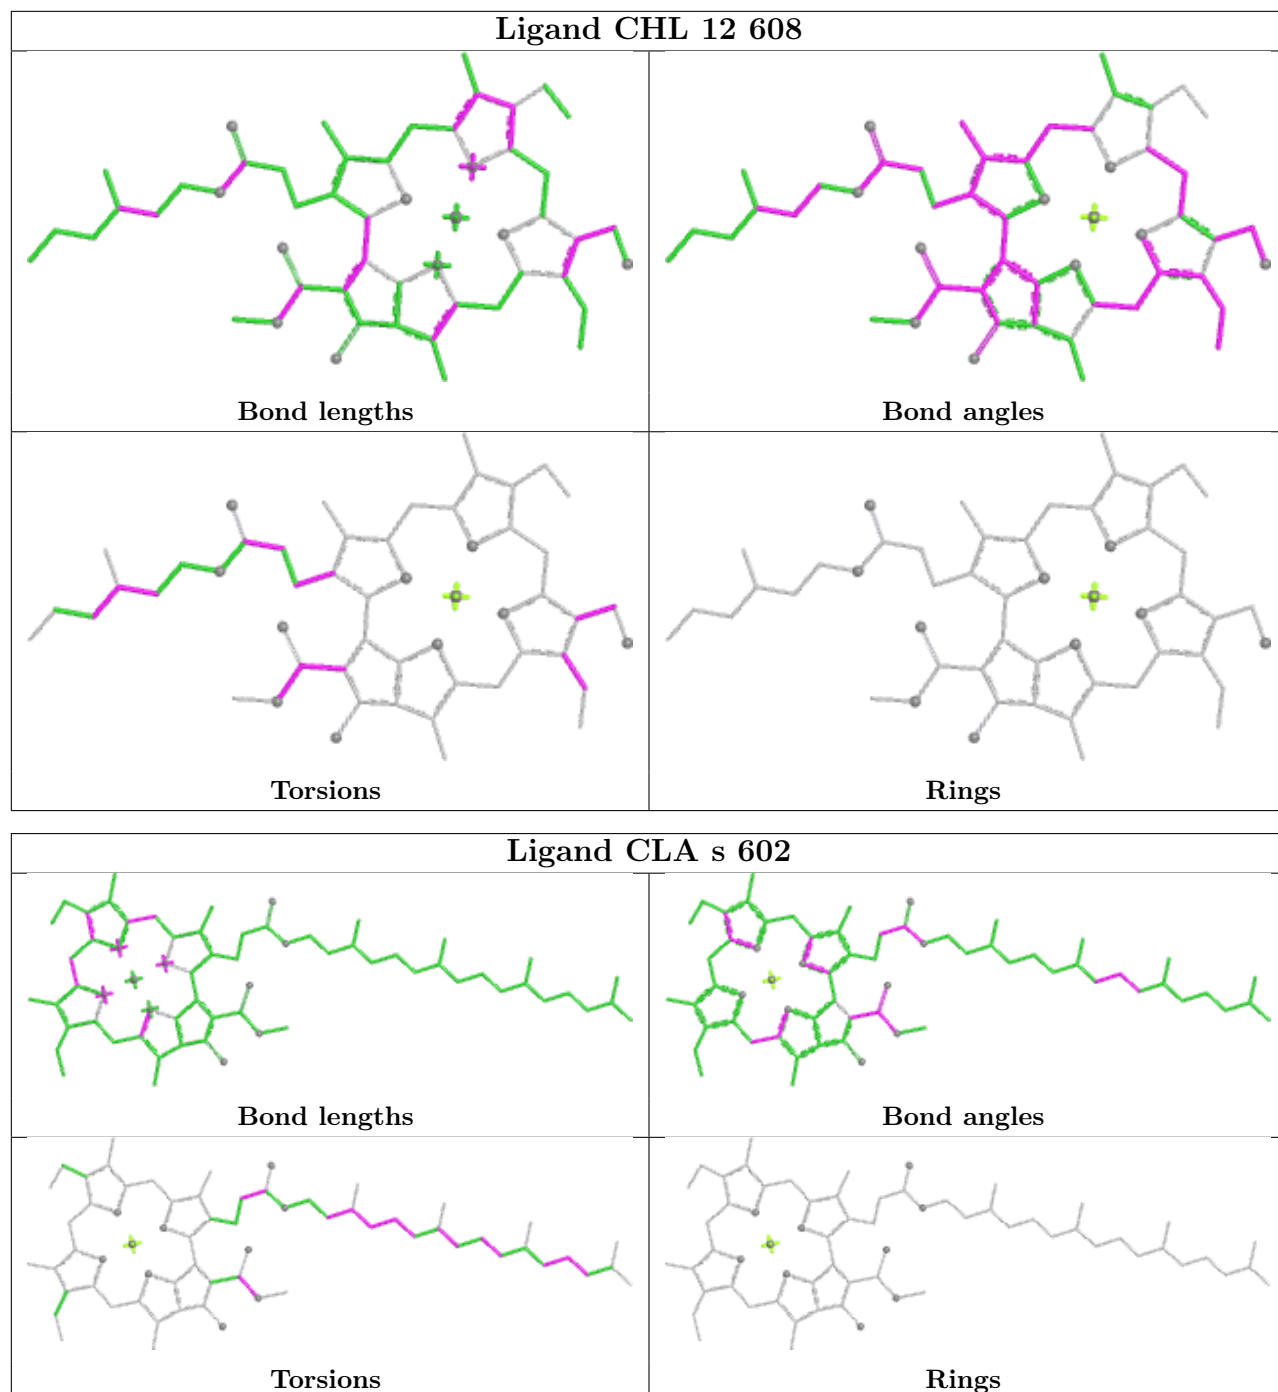 Ligand CHL 12 608
Bond lengths
Bond angles
Torsions
Rings
Ligand CLA s 602
Bond lengths
Bond angles
Torsions
Rings